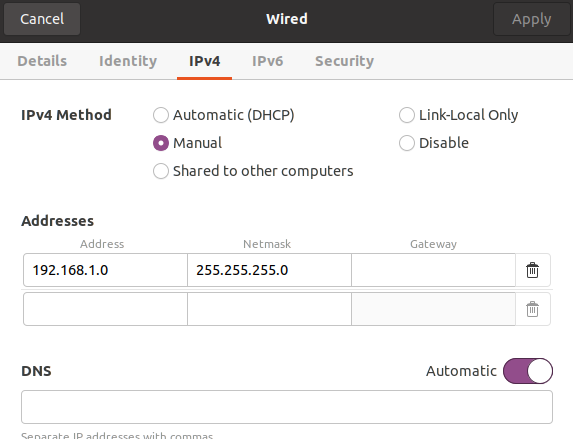 Cancel Wired Apply
Details Identity IPv4 IPv6 Security
IPv4 Method Automatic (DHCP) Link-Local Only
Manual Disable
Shared to other computers
Addresses
Address Netmask Gateway
192.168.1.0 255.255.255.0
DNS Automatic
Separate IP addresses with commas